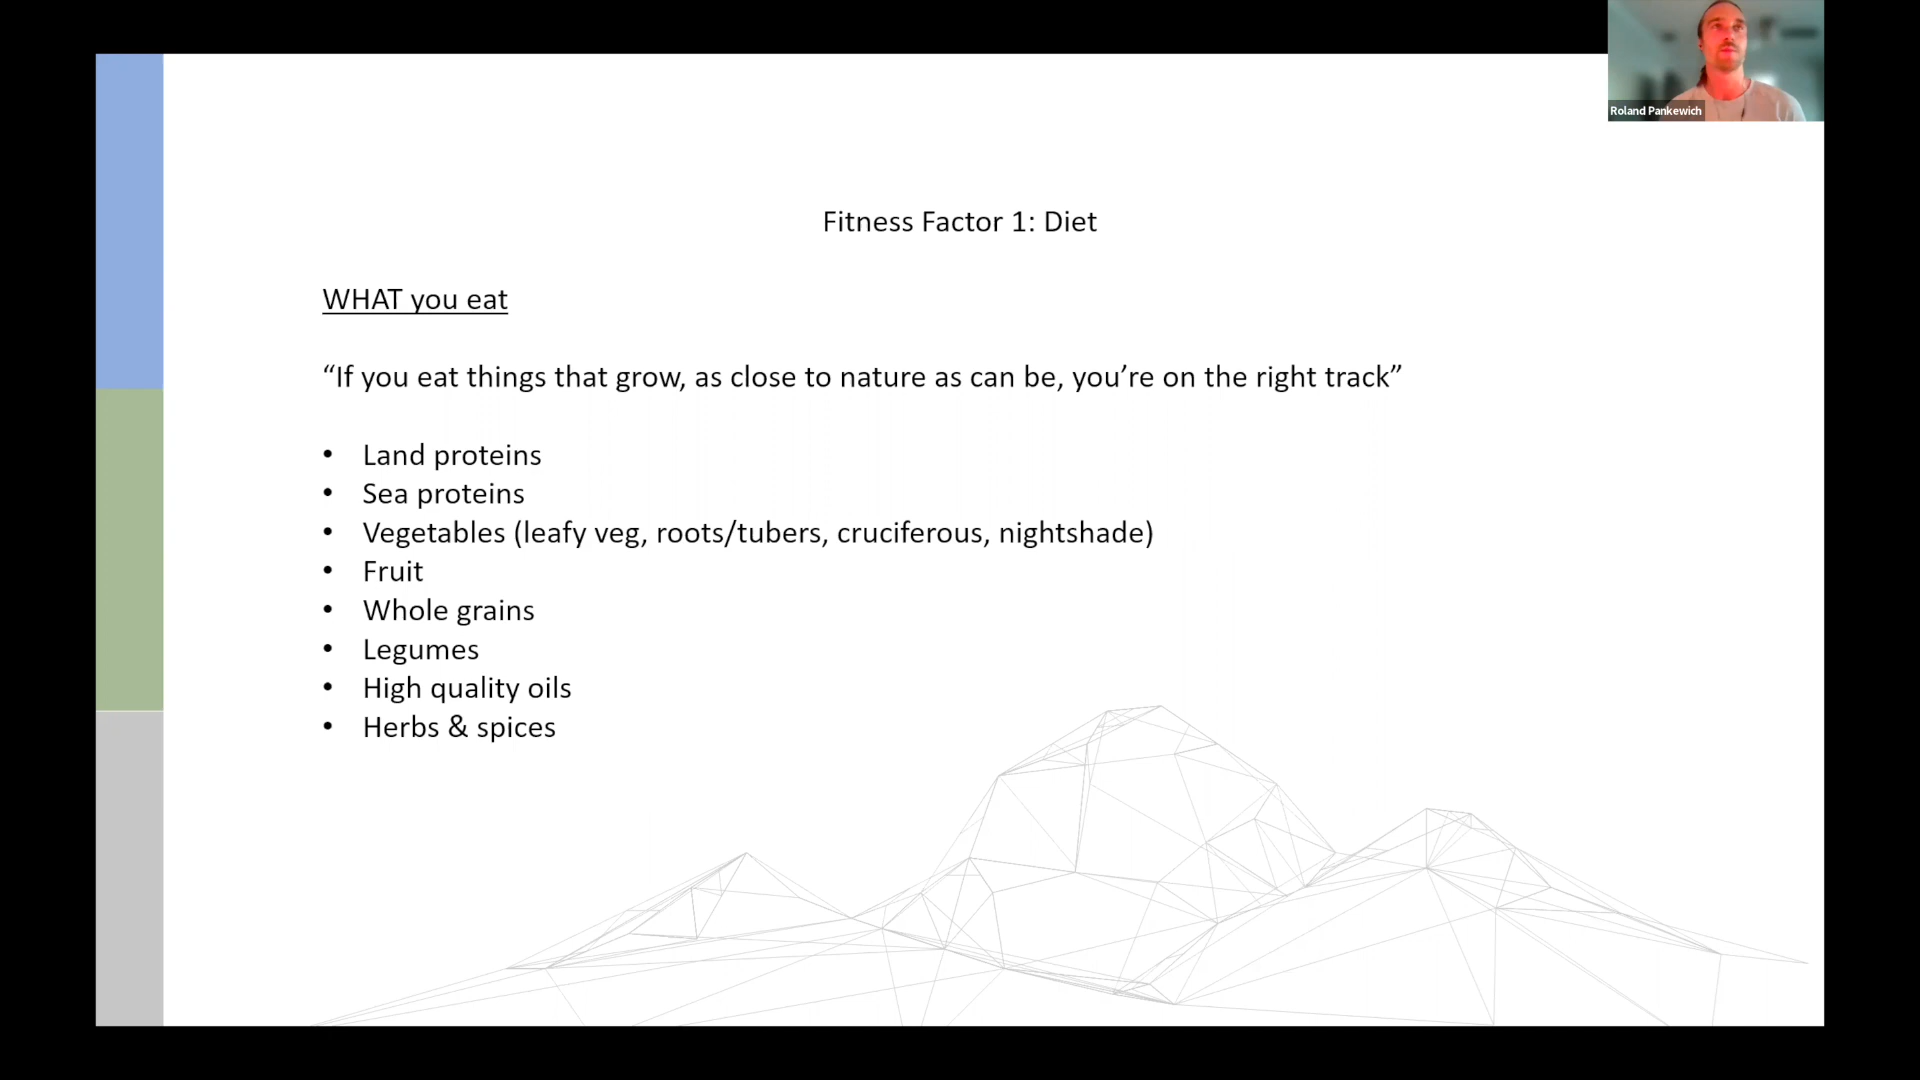 Roland Pankewich
Fitness Factor 1: Diet
WHAT you eat
“If you eat things that grow, as close to nature as can be, you’re on the right track”
• Land proteins
• Sea proteins
• Vegetables (leafy veg, roots/tubers, cruciferous, nightshade)
• Fruit
• Whole grains
• Legumes
• High quality oils
• Herbs & spices